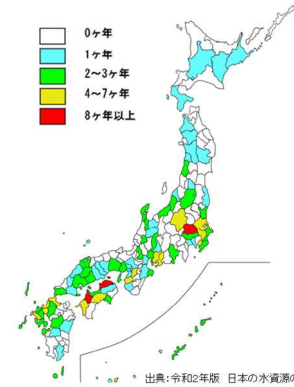 0ヶ年
1ヶ年
2～3ヶ年
4～7ヶ年
8ヶ年以上
出典：令和2年版 日本の水資源の